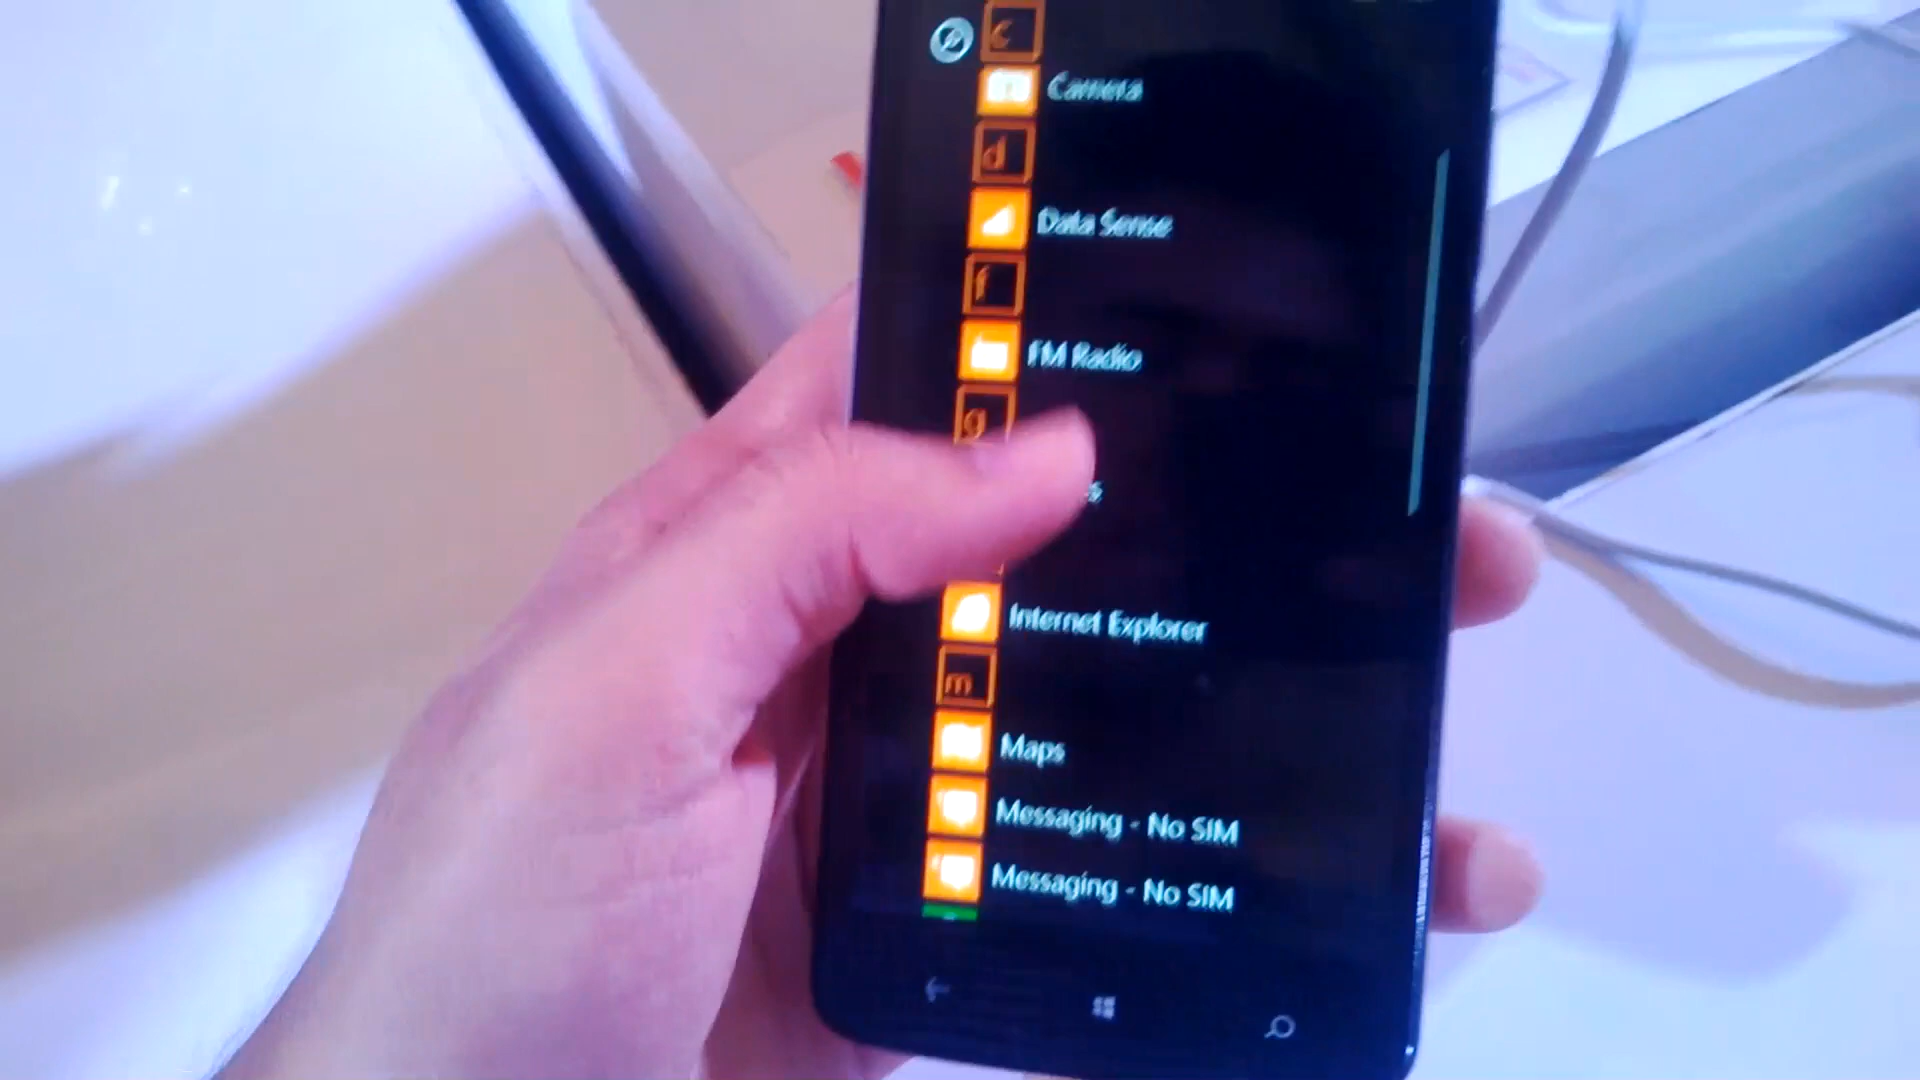 c
Camera
d
Data Sense
f
FM Radio
g
Internet Explorer
m
Maps
Messaging - No SIM
Messaging - No SIM